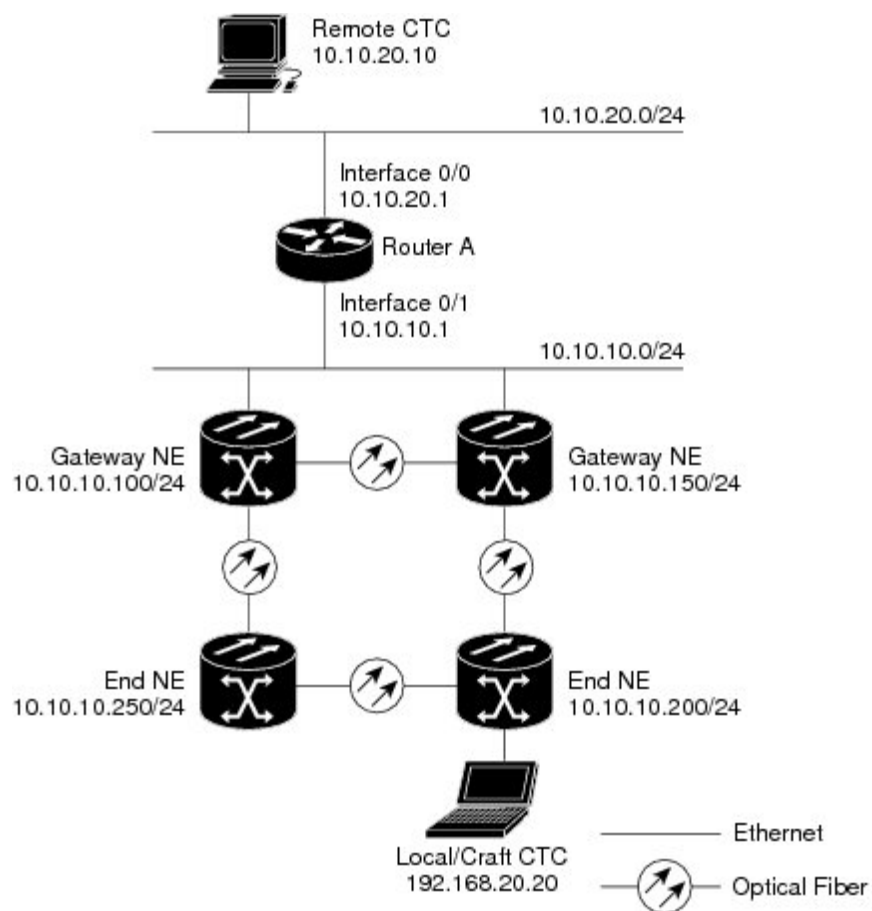 Remote CTC
10.10.20.10
10.10.20.0/24
Interface 0/0
10.10.20.1
Router A
Interface 0/1
10.10.10.1
10.10.10.0/24
Gateway NE
10.10.10.100/24
Gateway NE
10.10.10.150/24
End NE
10.10.10.250/24
End NE
10.10.10.200/24
Local/Craft CTC
192.168.20.20
Ethernet
Optical Fiber